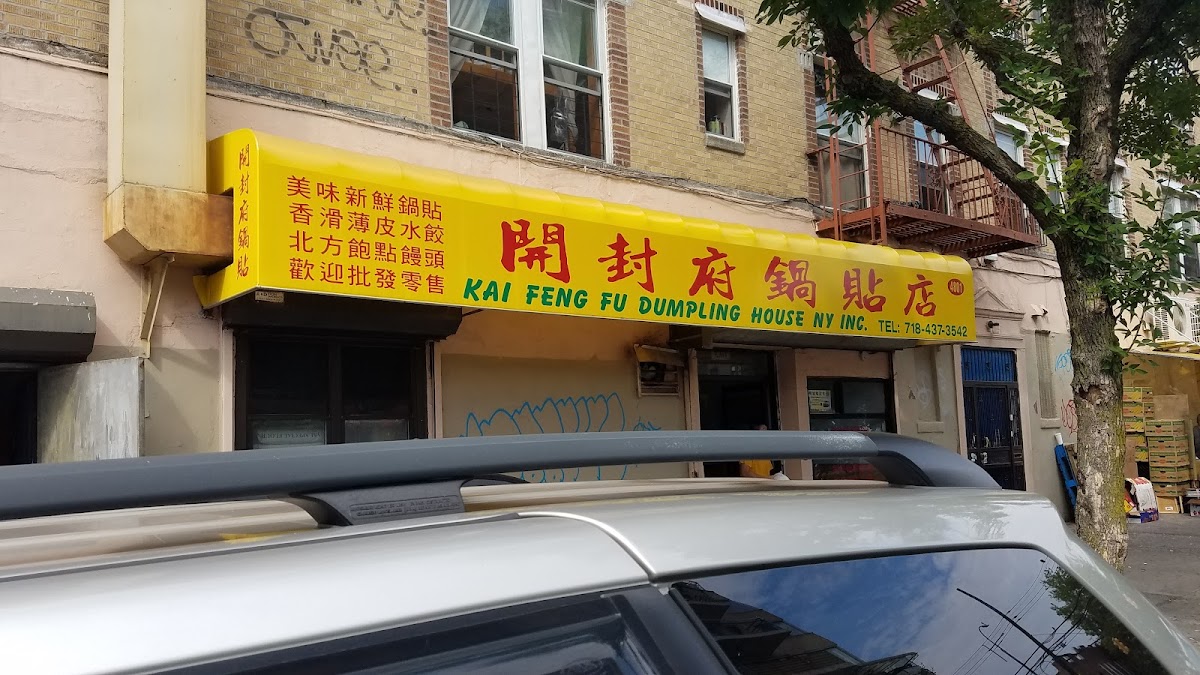 開封府鍋貼
美味新鮮鍋貼
香滑薄皮水餃
北方飽點饅頭
歡迎批發零售
開封府鍋貼店
4801
KAI FENG FU DUMPLING HOUSE NY INC. TEL: 718-437-3542